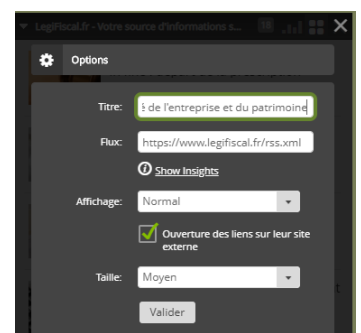 LegiFiscal.fr - Votre source d'informations s... 18
Options
Titre: é de l'entreprise et du patrimoine
Flux: https://www.legifiscal.fr/rss.xml
Show Insights
Affichage: Normal
Ouverture des liens sur leur site
externe
Taille: Moyen
Valider